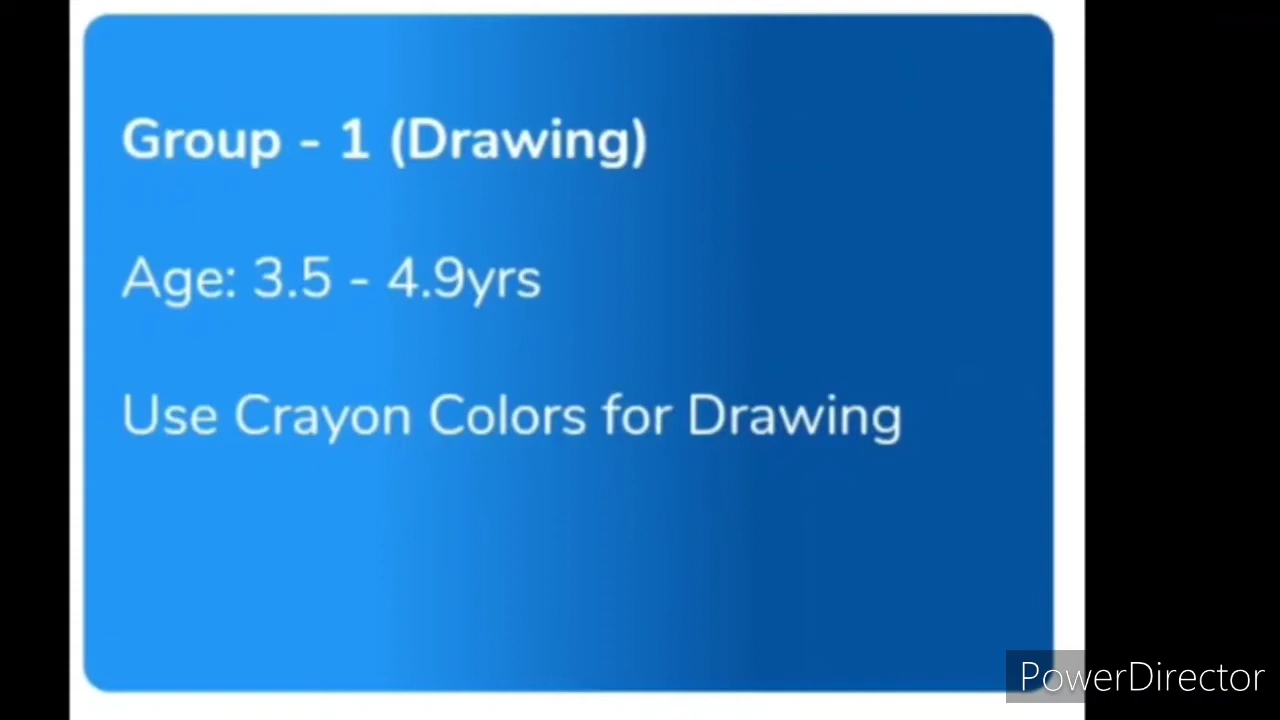 Group - 1 (Drawing)
Age: 3.5 - 4.9yrs
Use Crayon Colors for Drawing
PowerDirector